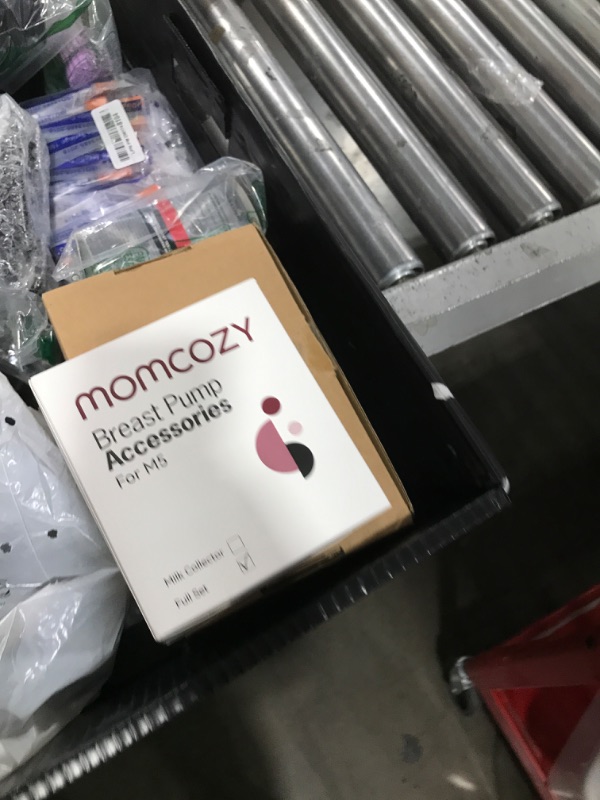 momcozy
Breast Pump
Accessories
For M5
Milk Collector
Full Set